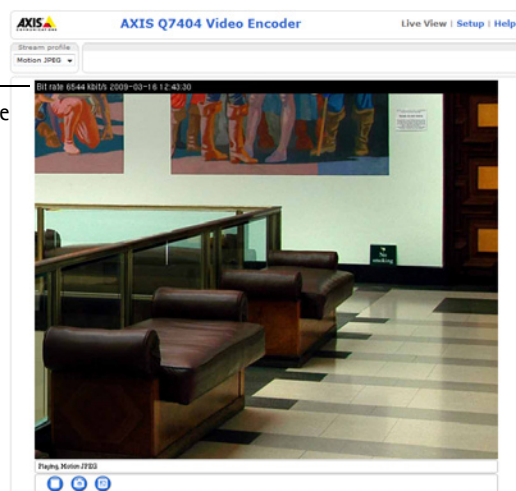 AXIS
COMMUNICATIONS
AXIS Q7404 Video Encoder
Live View | Setup | Help
Stream profile
Motion JPEG
Bit rate 6544 kbit/s 2009-03-16 12:43:30
e
No
smoking
Playing, Motion JPEG